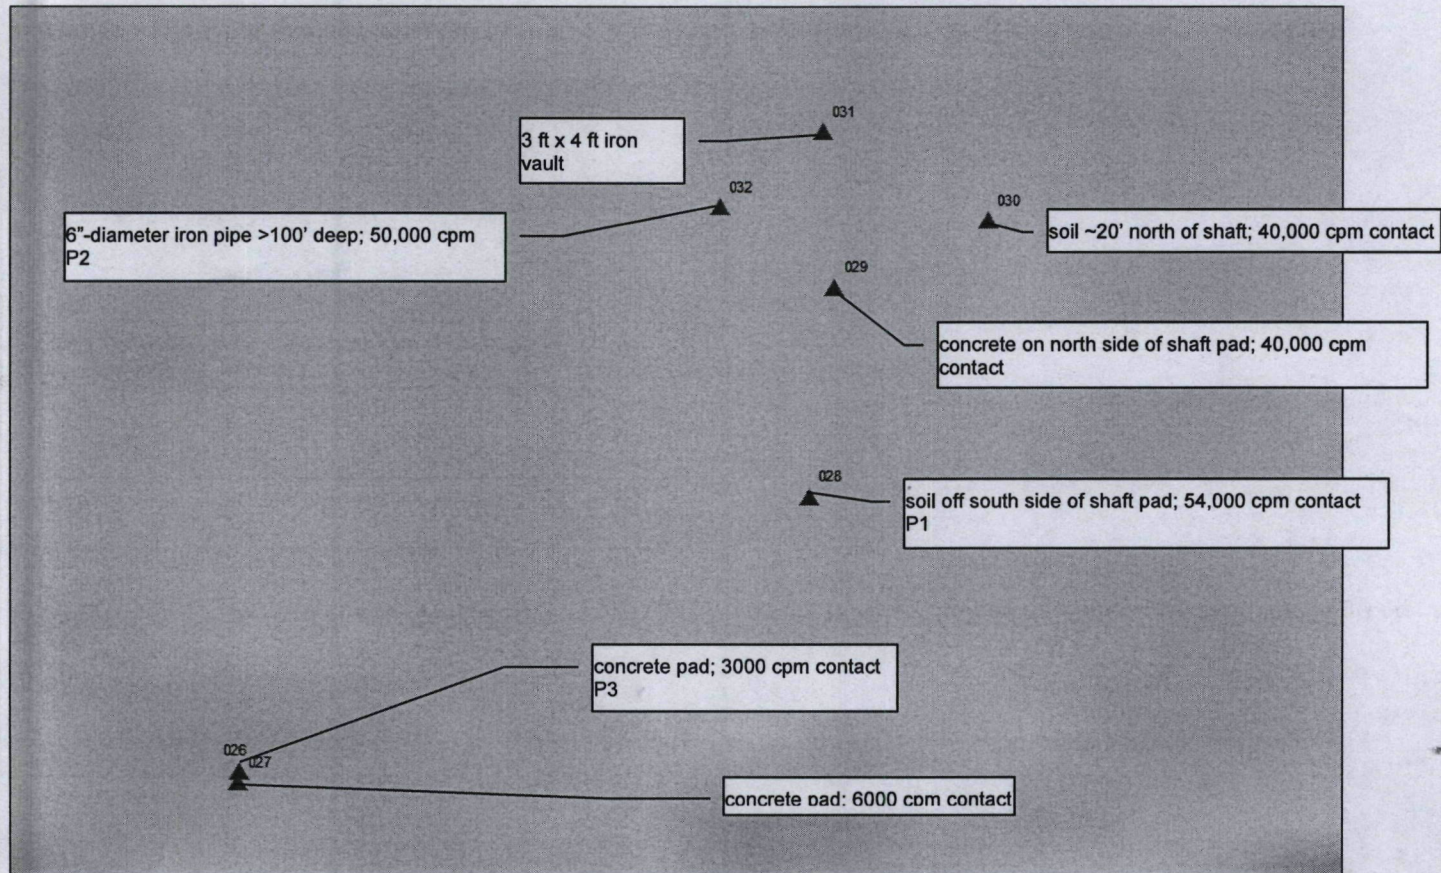 031
3 ft x 4 ft iron
vault
032
030
6"-diameter iron pipe >100' deep; 50,000 cpm
P2
soil ~20' north of shaft; 40,000 cpm contact
029
concrete on north side of shaft pad; 40,000 cpm
contact
028
soil off south side of shaft pad; 54,000 cpm contact
P1
concrete pad; 3000 cpm contact
P3
026
027
concrete pad; 6000 cpm contact